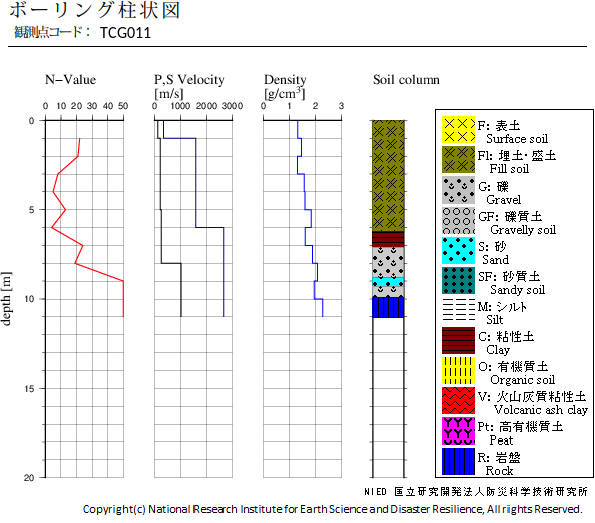 ボーリング柱状図
観測点コード： TCG011
N−Value
P,S Velocity
[m/s]
Density
[g/cm3]
Soil column
0 10 20 30 40 50
0 1000 2000 3000
0 1 2 3
0
5
10
15
20
depth [m]
F: 表土
Surface soil
Fl: 埋土・盛土
Fill soil
G: 礫
Gravel
GF: 礫質土
Gravelly soil
S: 砂
Sand
SF: 砂質土
Sandy soil
M: シルト
Silt
C: 粘性土
Clay
O: 有機質土
Organic soil
V: 火山灰質粘性土
Volcanic ash clay
Pt: 高有機質土
Peat
R: 岩盤
Rock
NIED 国立研究開発法人防災科学技術研究所
Copyright(c) National Research Institute for Earth Science and Disaster Resilience, All rights Reserved.